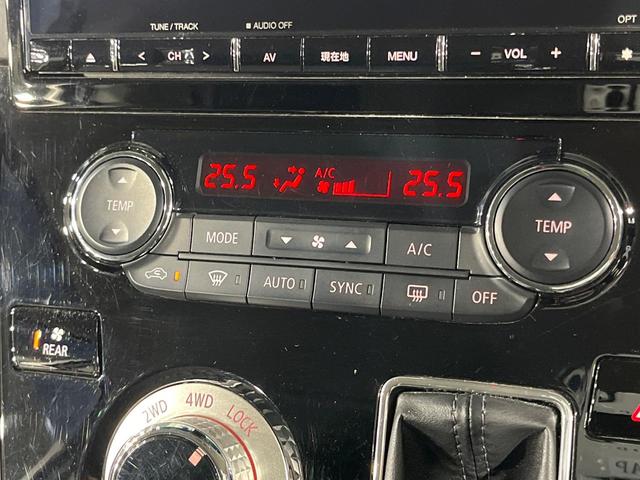 TUNE / TRACK AUDIO OFF OPT
< CH > AV 現在地 MENU − VOL +
25.5 A/C 25.5
TEMP TEMP
MODE A/C
AUTO SYNC OFF
REAR
2WD 4WD LOCK